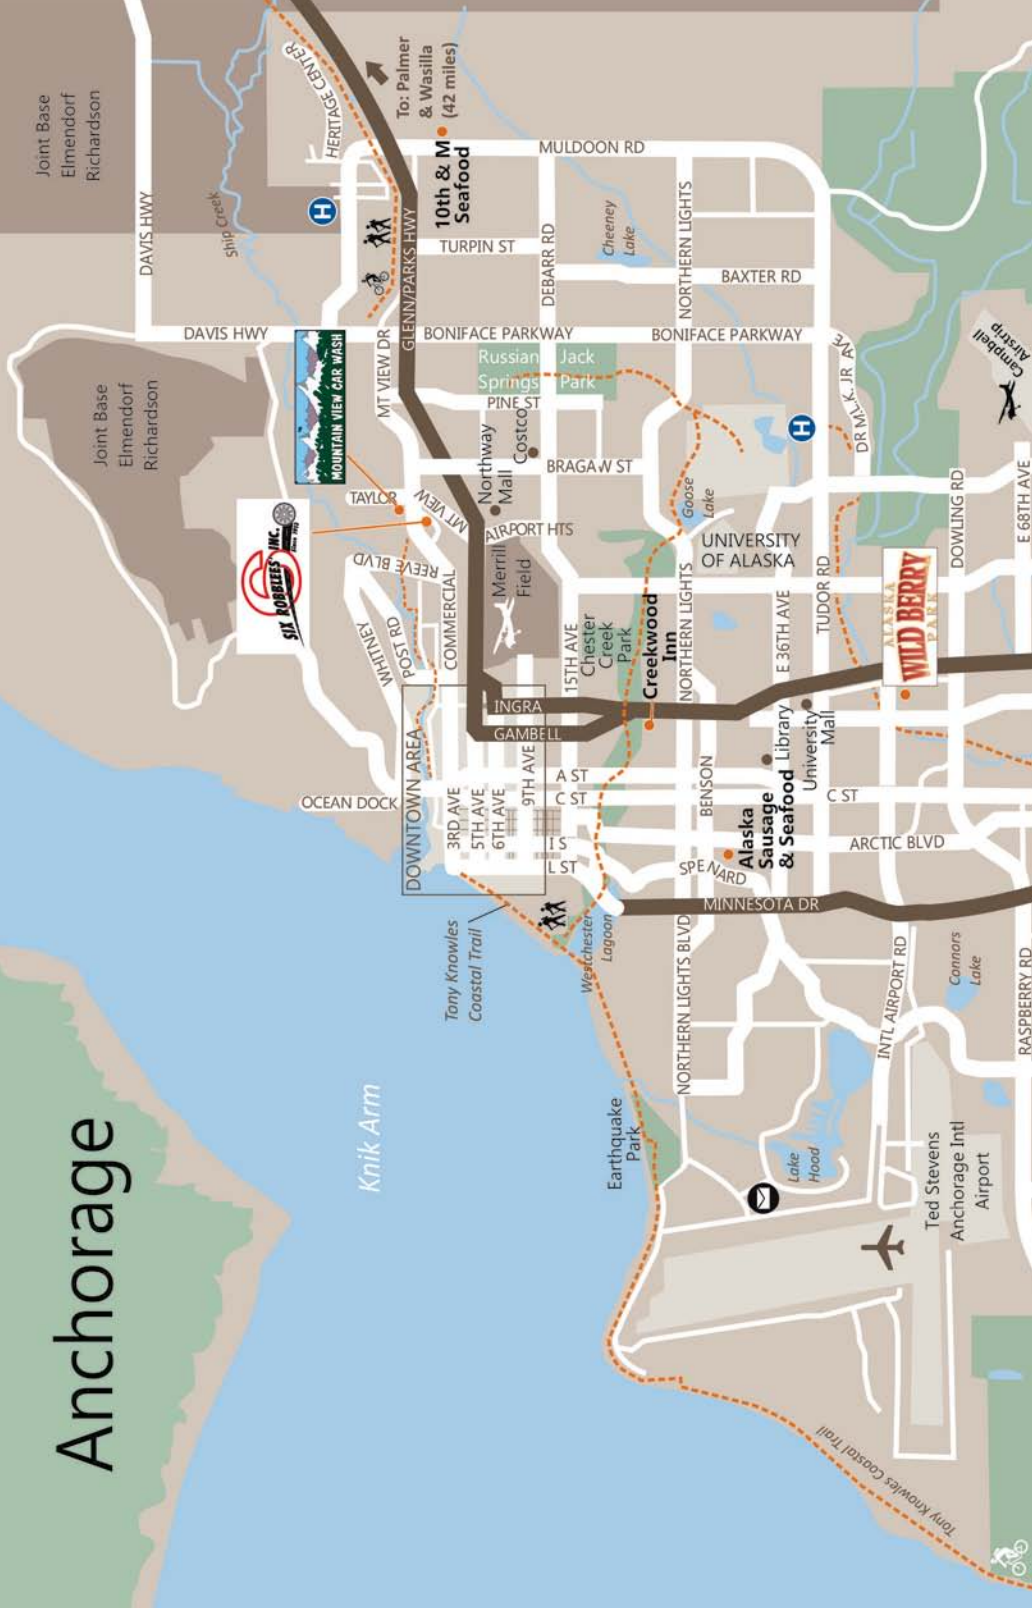 Anchorage
Knik Arm
Joint Base
Elmendorf
Richardson
Joint Base
Elmendorf
Richardson
DAVIS HWY
DAVIS HWY
Ship Creek
HERITAGE CENTER
To: Palmer
& Wasilla
(42 miles)
10th & M
Seafood
H
MULDOON RD
GLENN/PARKS HWY
TURPIN ST
DEBARR RD
Cheeney
Lake
NORTHERN LIGHTS
BAXTER RD
BONIFACE PARKWAY
BONIFACE PARKWAY
MT VIEW DR
MOUNTAIN VIEW CAR WASH
Russian Jack
Springs Park
PINE ST
Costco
Northway
Mall
BRAGAW ST
TAYLOR
MT VIEW
AIRPORT HTS
SIX ROBBLEES' INC.
REEVE BLVD
WHITNEY
POST RD
COMMERCIAL
Merrill
Field
15TH AVE
Chester
Creek
Park
Goose
Lake
UNIVERSITY
OF ALASKA
H
DR M.L.K. JR AVE
Campbell
Airstrip
DOWLING RD
E 68TH AVE
TUDOR RD
E 36TH AVE
NORTHERN LIGHTS
Creekwood
Inn
ALASKA
WILD BERRY
PARK
INGRA
GAMBELL
DOWNTOWN AREA
OCEAN DOCK
3RD AVE
5TH AVE
6TH AVE
9TH AVE
A ST
C ST
I S
L ST
BENSON
Library
University
Mall
C ST
Alaska
Sausage
& Seafood
ARCTIC BLVD
SPENARD
MINNESOTA DR
Tony Knowles
Coastal Trail
Westchester
Lagoon
NORTHERN LIGHTS BLVD
INTL AIRPORT RD
Connors
Lake
RASPBERRY RD
Earthquake
Park
Lake
Hood
Ted Stevens
Anchorage Intl
Airport
Tony Knowles Coastal Trail